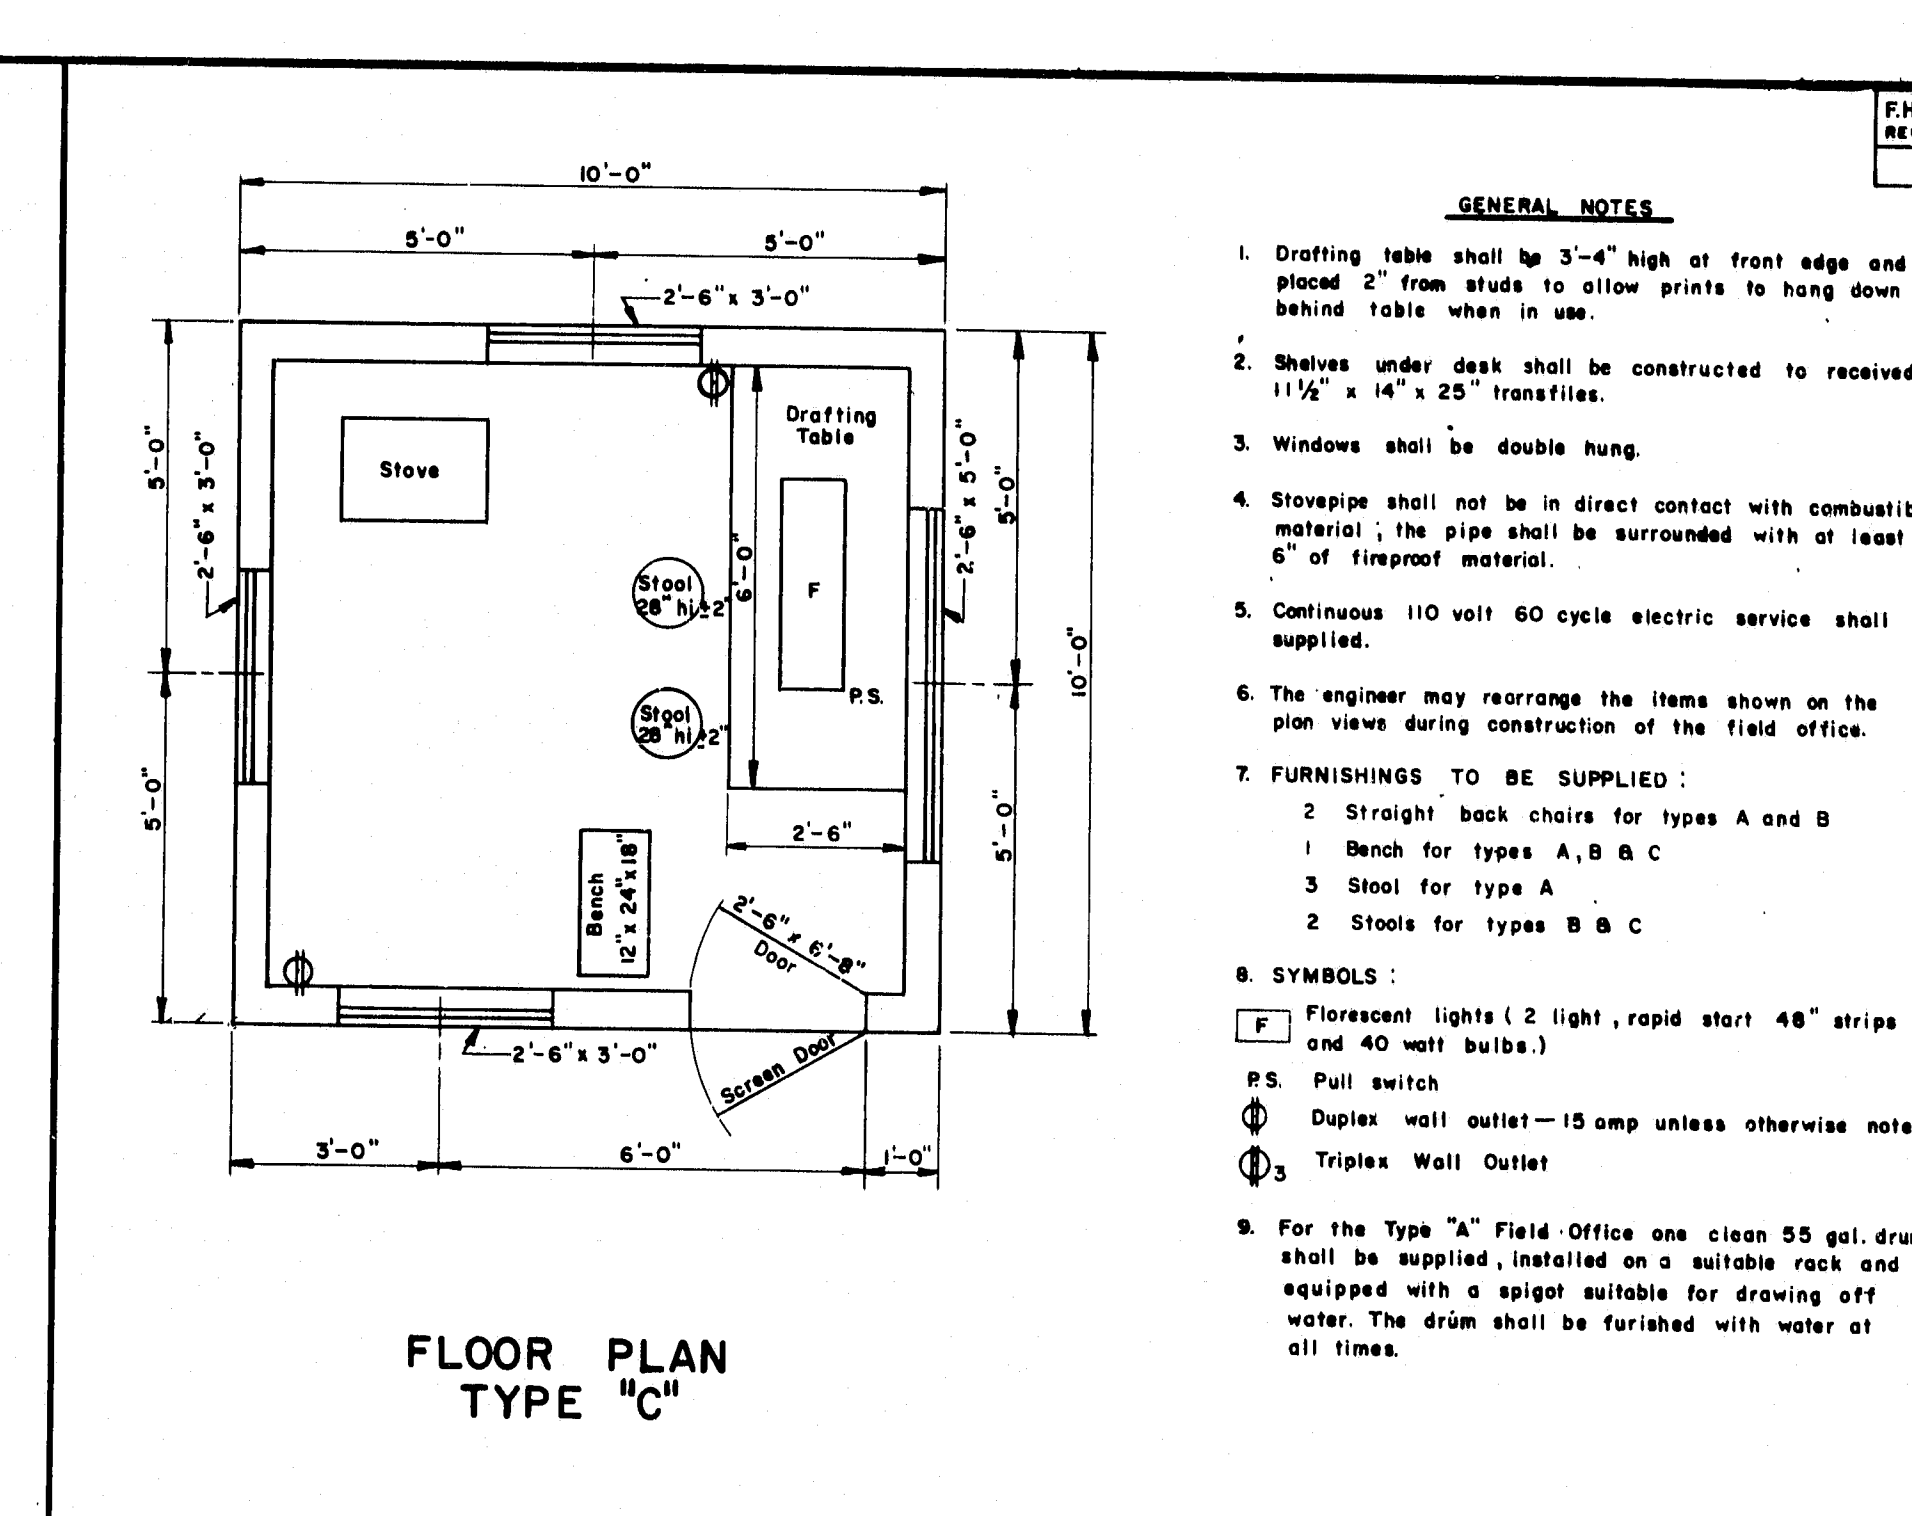 F.H
RE
10'-0"
5'-0"
5'-0"
2'-6" x 3'-0"
5'-0"
2'-6" x 3'-0"
Stove
Drafting
Table
6'-0"
F
P.S.
Stool
28" hi ±2"
Stool
28" hi ±2"
2'-6" x 5'-0"
5'-0"
10'-0"
5'-0"
5'-0"
2'-6"
Bench
12" x 24" x 18"
2'-6" x 6'-8"
Door
Screen Door
2'-6" x 3'-0"
3'-0"
6'-0"
1'-0"
FLOOR PLAN
TYPE "C"
GENERAL NOTES
1. Drafting table shall be 3'-4" high at front edge and
placed 2" from studs to allow prints to hang down
behind table when in use.
2. Shelves under desk shall be constructed to received
11 1/2" x 14" x 25" transfiles.
3. Windows shall be double hung.
4. Stovepipe shall not be in direct contact with combustib
material ; the pipe shall be surrounded with at least
6" of fireproof material.
5. Continuous 110 volt 60 cycle electric service shall
supplied.
6. The engineer may rearrange the items shown on the
plan views during construction of the field office.
7. FURNISHINGS TO BE SUPPLIED :
2 Straight back chairs for types A and B
1 Bench for types A, B & C
3 Stool for type A
2 Stools for types B & C
8. SYMBOLS :
F Florescent lights ( 2 light , rapid start 48" strips
and 40 watt bulbs.)
P.S. Pull switch
Duplex wall outlet — 15 amp unless otherwise note
3 Triplex Wall Outlet
9. For the Type "A" Field Office one clean 55 gal. dru
shall be supplied , installed on a suitable rack and
equipped with a spigot suitable for drawing off
water. The drum shall be furished with water at
all times.